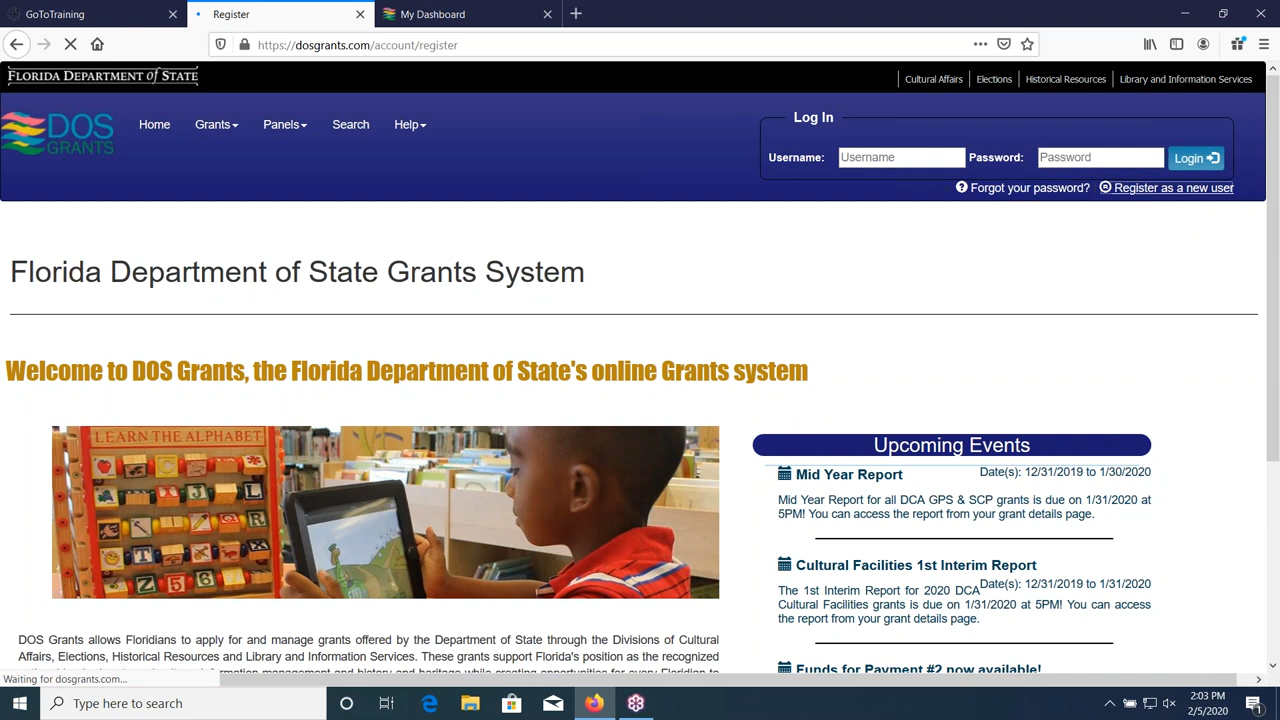 GoToTraining
Register
My Dashboard
https://dosgrants.com/account/register
FLORIDA DEPARTMENT of STATE
Cultural Affairs
Elections
Historical Resources
Library and Information Services
DOS
GRANTS
Home
Grants
Panels
Search
Help
Log In
Username:
Username
Password:
Password
Login
Forgot your password?
Register as a new user
Florida Department of State Grants System
Welcome to DOS Grants, the Florida Department of State's online Grants system
LEARN THE ALPHABET
Upcoming Events
Mid Year Report
Date(s): 12/31/2019 to 1/30/2020
Mid Year Report for all DCA GPS & SCP grants is due on 1/31/2020 at
5PM! You can access the report from your grant details page.
Cultural Facilities 1st Interim Report
Date(s): 12/31/2019 to 1/31/2020
The 1st Interim Report for 2020 DCA
Cultural Facilities grants is due on 1/31/2020 at 5PM! You can access
the report from your grant details page.
Funds for Payment #2 now available!
DOS Grants allows Floridians to apply for and manage grants offered by the Department of State through the Divisions of Cultural
Affairs, Elections, Historical Resources and Library and Information Services. These grants support Florida's position as the recognized
Waiting for dosgrants.com...
Type here to search
2:03 PM
2/5/2020
1